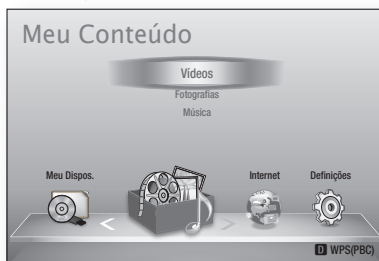 Meu Conteúdo
Vídeos
Fotografias
Música
Meu Dispos.
Internet
Definições
D WPS(PBC)